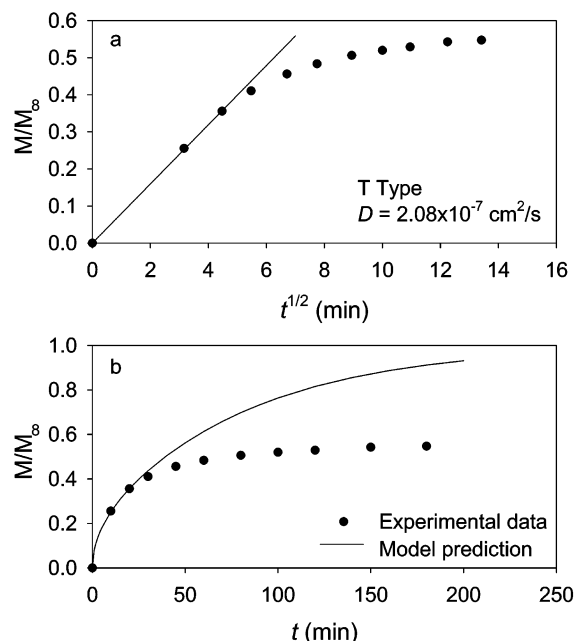 a
0.6
0.5
0.4
0.3
0.2
0.1
0.0
M/M8
T Type
D = 2.08x10-7 cm2/s
0 2 4 6 8 10 12 14 16
t1/2 (min)
b
1.0
0.8
0.6
0.4
0.2
0.0
M/M8
Experimental data
Model prediction
0 50 100 150 200 250
t (min)